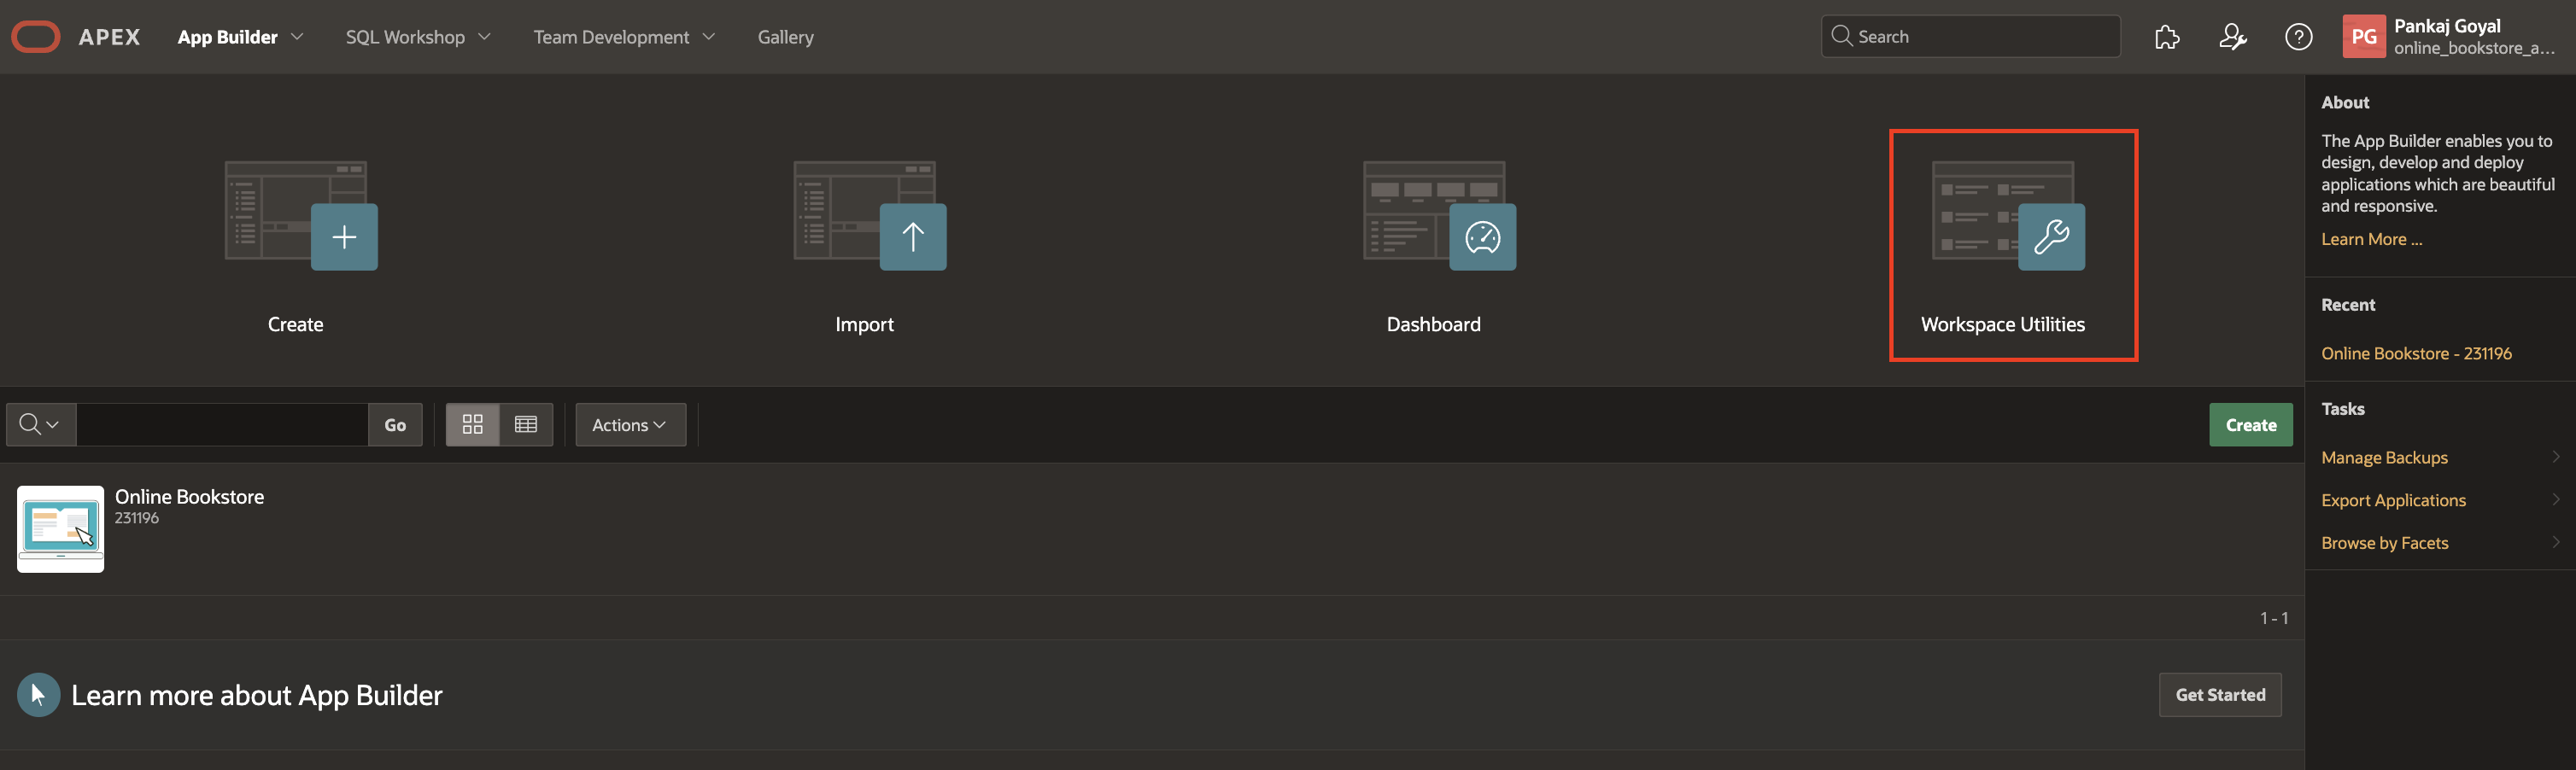 APEX
App Builder
SQL Workshop
Team Development
Gallery
Search
PG
Pankaj Goyal
online_bookstore_a...
Create
Import
Dashboard
Workspace Utilities
About
The App Builder enables you to
design, develop and deploy
applications which are beautiful
and responsive.
Learn More ...
Recent
Online Bookstore - 231196
Tasks
Manage Backups
Export Applications
Browse by Facets
Go
Actions
Create
Online Bookstore
231196
1 - 1
Learn more about App Builder
Get Started